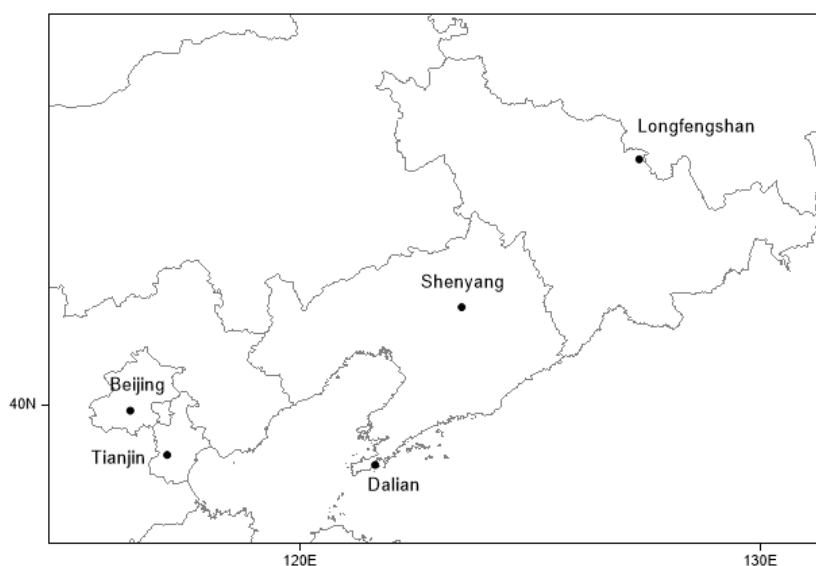 Longfengshan
Shenyang
Beijing
40N
Tianjin
Dalian
120E
130E